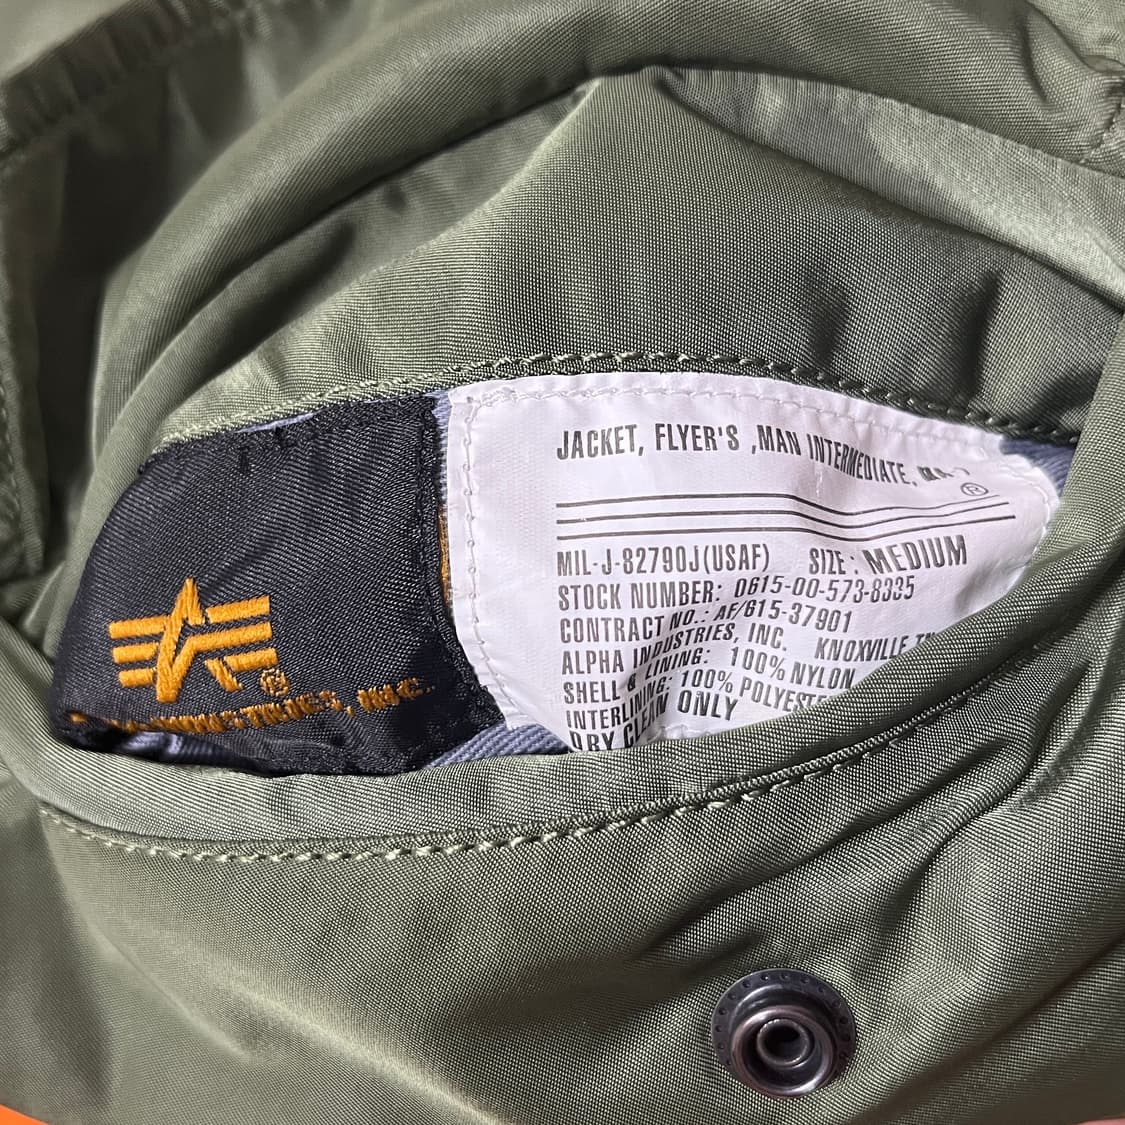 JACKET, FLYER'S ,MAN INTERMEDIATE,
®
MIL-J-82790J(USAF) SIZE : MEDIUM
STOCK NUMBER: 0615-00-573-8335
CONTRACT NO.: AF/615-37901
ALPHA INDUSTRIES, INC. KNOXVILLE TN
SHELL & LINING: 100% NYLON
INTERLINING: 100% POLYESTER
DRY CLEAN ONLY
®
INDUSTRIES, INC.